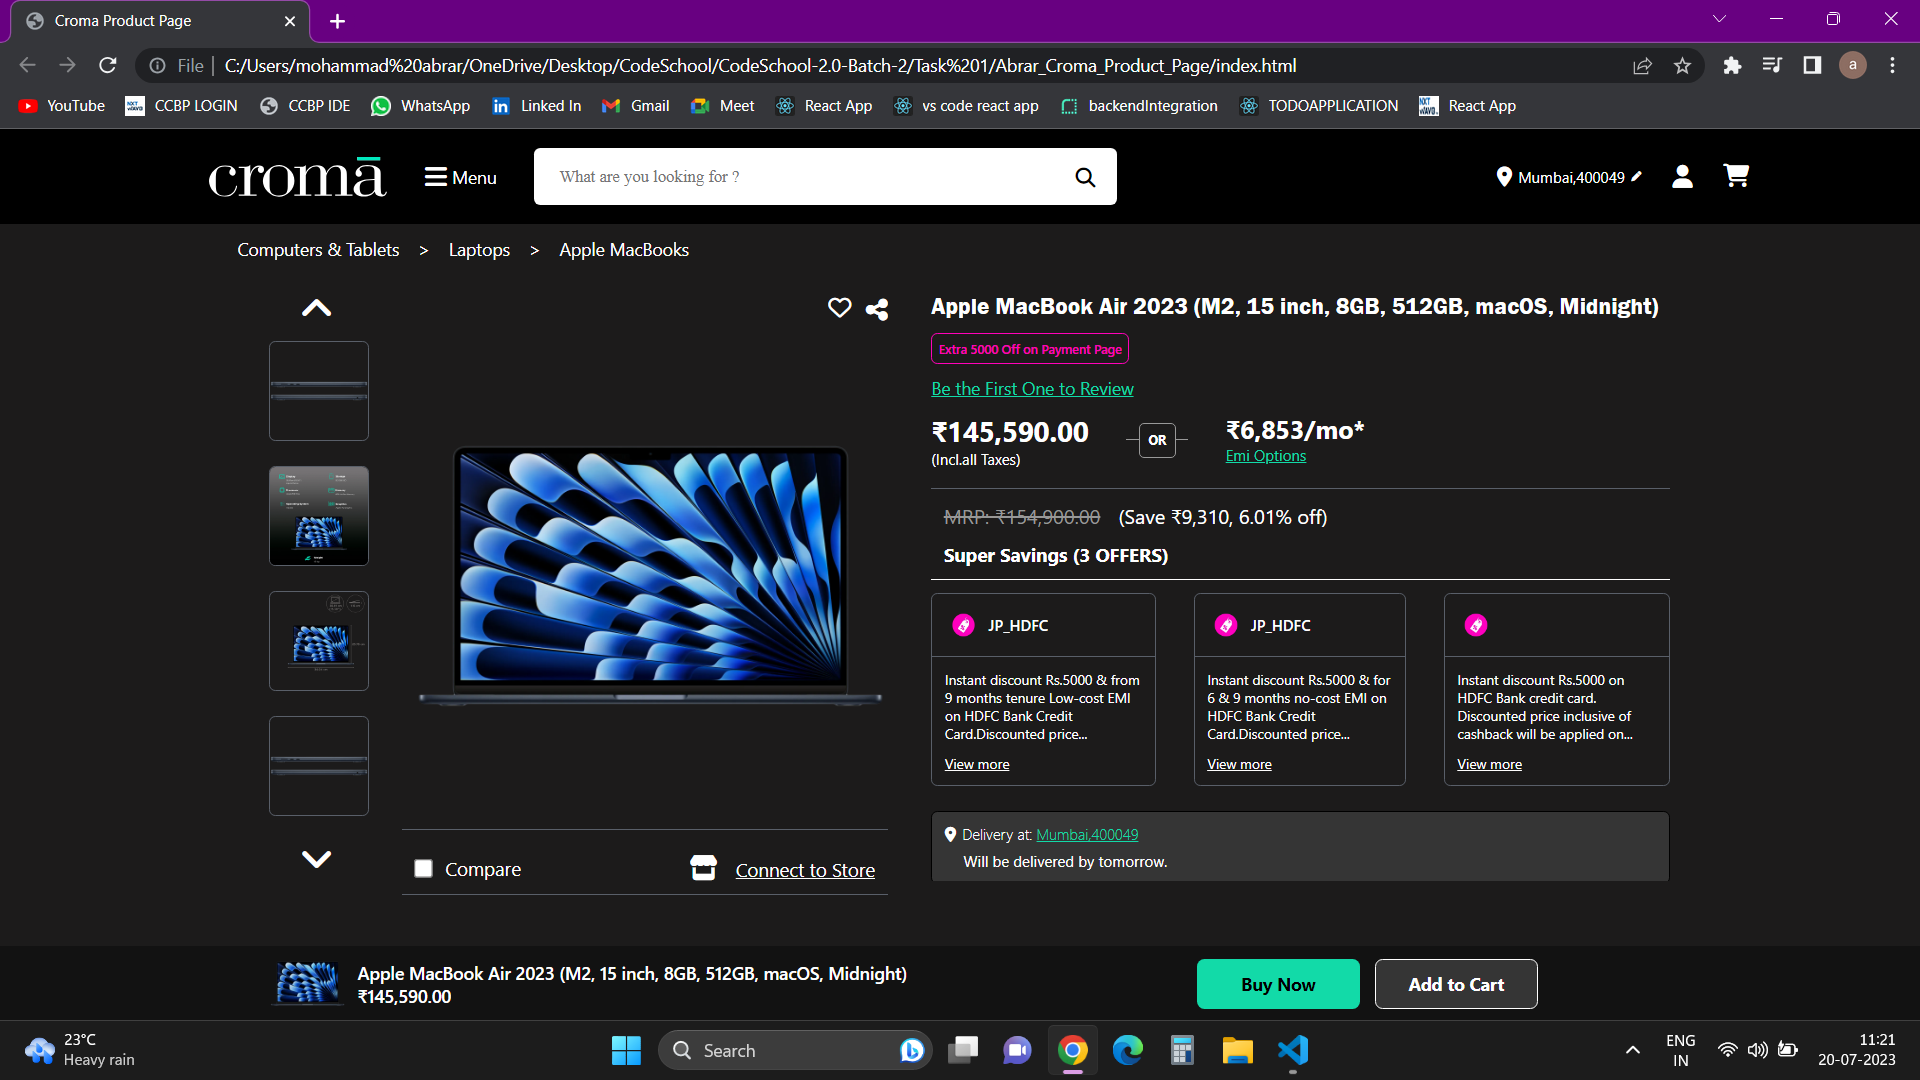 Croma Product Page
File
C:/Users/mohammad%20abrar/OneDrive/Desktop/CodeSchool/CodeSchool-2.0-Batch-2/Task%201/Abrar_Croma_Product_Page/index.html
a
YouTube
CCBP LOGIN
CCBP IDE
WhatsApp
Linked In
Gmail
Meet
React App
vs code react app
backendIntegration
TODOAPPLICATION
React App
cromā
Menu
What are you looking for ?
Mumbai,400049
Computers & Tablets > Laptops > Apple MacBooks
Apple MacBook Air 2023 (M2, 15 inch, 8GB, 512GB, macOS, Midnight)
Extra 5000 Off on Payment Page
Be the First One to Review
₹145,590.00
(Incl.all Taxes)
OR
₹6,853/mo*
Emi Options
MRP: ₹154,900.00 (Save ₹9,310, 6.01% off)
Super Savings (3 OFFERS)
JP_HDFC
Instant discount Rs.5000 & from
9 months tenure Low-cost EMI
on HDFC Bank Credit
Card.Discounted price...
View more
JP_HDFC
Instant discount Rs.5000 & for
6 & 9 months no-cost EMI on
HDFC Bank Credit
Card.Discounted price...
View more
Instant discount Rs.5000 on
HDFC Bank credit card.
Discounted price inclusive of
cashback will be applied on...
View more
Delivery at: Mumbai,400049
Will be delivered by tomorrow.
Compare
Connect to Store
Apple MacBook Air 2023 (M2, 15 inch, 8GB, 512GB, macOS, Midnight)
₹145,590.00
Buy Now
Add to Cart
23°C
Heavy rain
Search
ENG
IN
11:21
20-07-2023